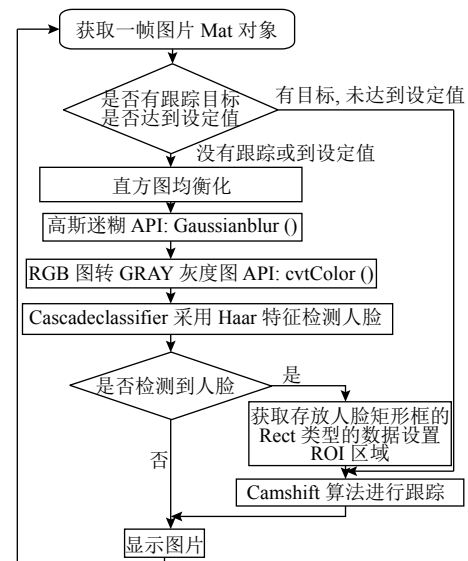 获取一帧图片 Mat 对象
是否有跟踪目标
是否达到设定值
有目标, 未达到设定值
没有跟踪或到设定值
直方图均衡化
高斯迷糊 API: Gaussianblur ()
RGB 图转 GRAY 灰度图 API: cvtColor ()
Cascadeclassifier 采用 Haar 特征检测人脸
是否检测到人脸
是
获取存放人脸矩形框的
Rect 类型的数据设置
ROI 区域
否
Camshift 算法进行跟踪
显示图片